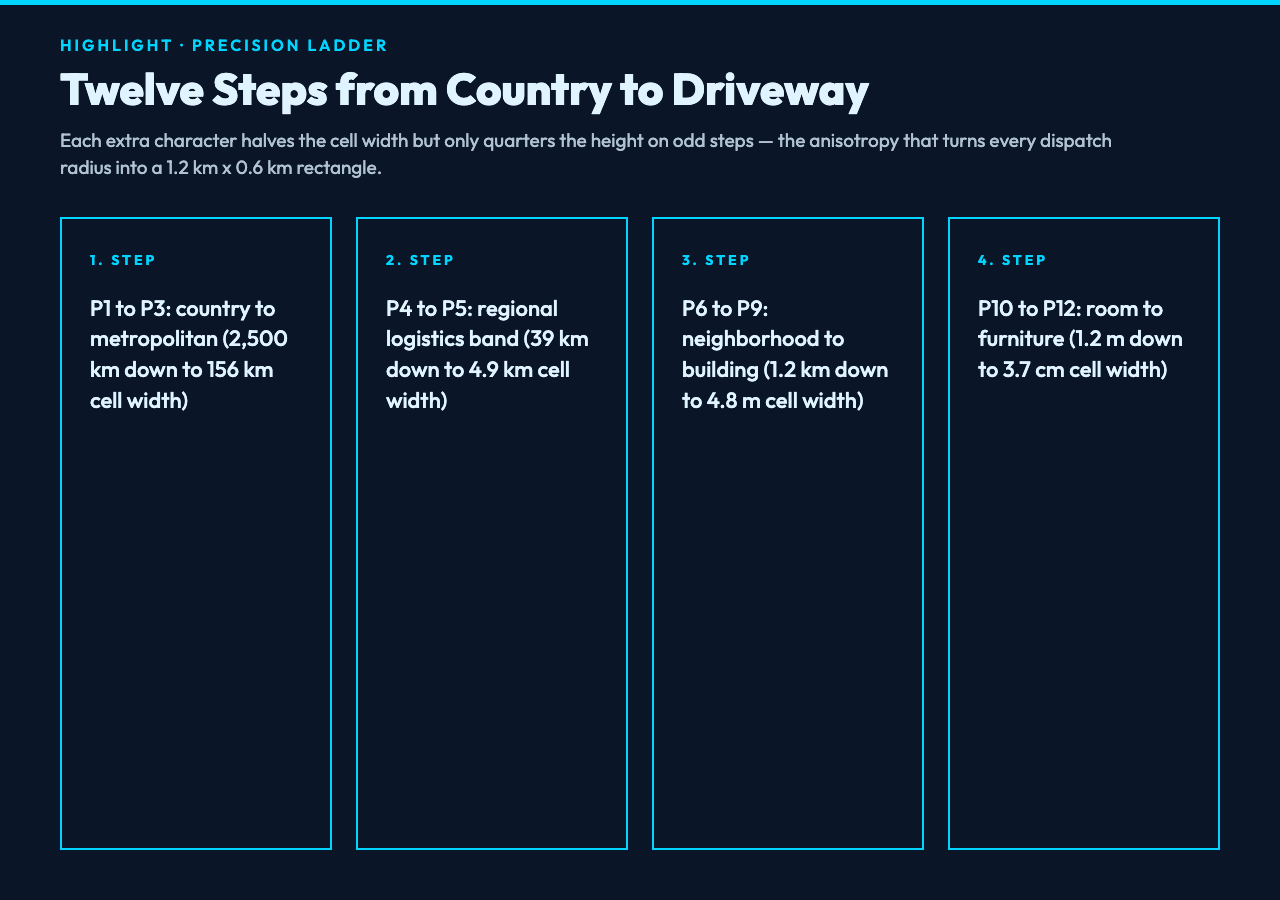 HIGHLIGHT · PRECISION LADDER
Twelve Steps from Country to Driveway
Each extra character halves the cell width but only quarters the height on odd steps — the anisotropy that turns every dispatch
radius into a 1.2 km x 0.6 km rectangle.
1. STEP
P1 to P3: country to
metropolitan (2,500
km down to 156 km
cell width)
2. STEP
P4 to P5: regional
logistics band (39 km
down to 4.9 km cell
width)
3. STEP
P6 to P9:
neighborhood to
building (1.2 km down
to 4.8 m cell width)
4. STEP
P10 to P12: room to
furniture (1.2 m down
to 3.7 cm cell width)